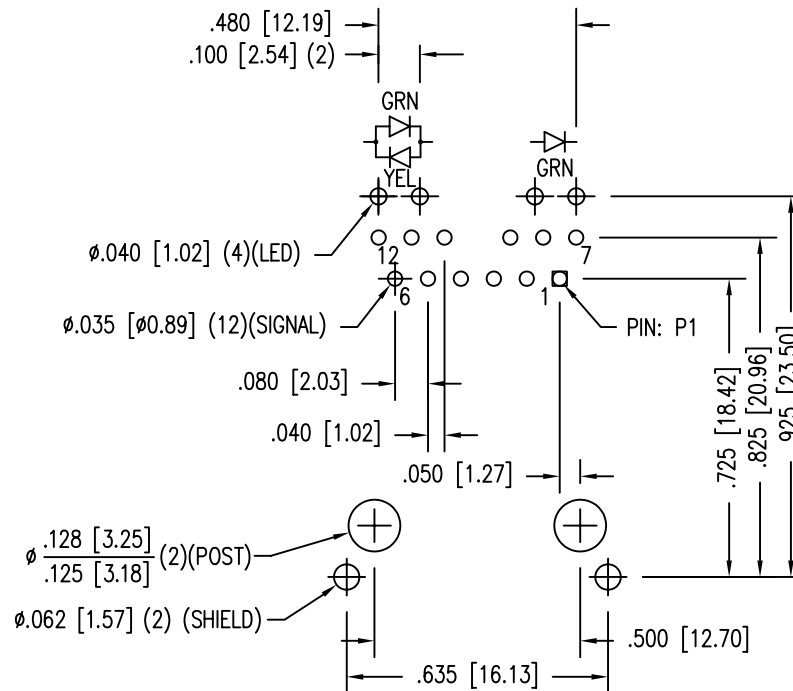 .480 [12.19]
.100 [2.54] (2)
GRN
YEL
GRN
ø.040 [1.02] (4)(LED)
12
7
6
1
ø.035 [ø0.89] (12)(SIGNAL)
PIN: P1
.080 [2.03]
.040 [1.02]
.050 [1.27]
.725 [18.42]
.825 [20.96]
.925 [23.50]
ø .128 [3.25]
.125 [3.18] (2)(POST)
ø.062 [1.57] (2) (SHIELD)
.500 [12.70]
.635 [16.13]